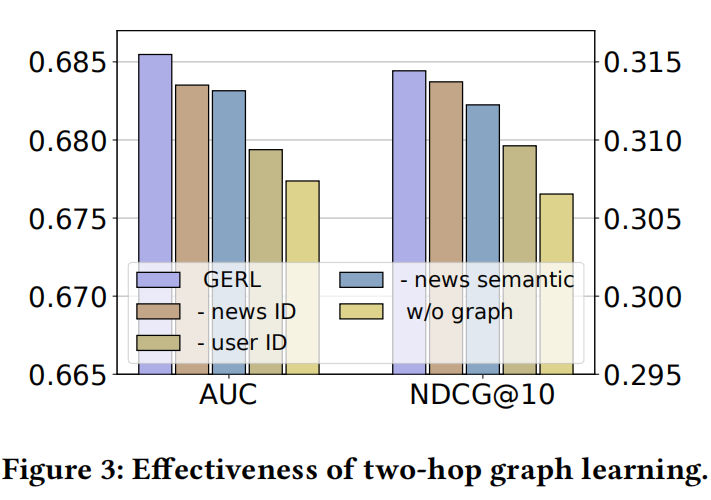 0.685 0.315
0.680 0.310
0.675 0.305
0.670 0.300
0.665 0.295
GERL - news semantic
- news ID w/o graph
- user ID
AUC NDCG@10
Figure 3: Effectiveness of two-hop graph learning.